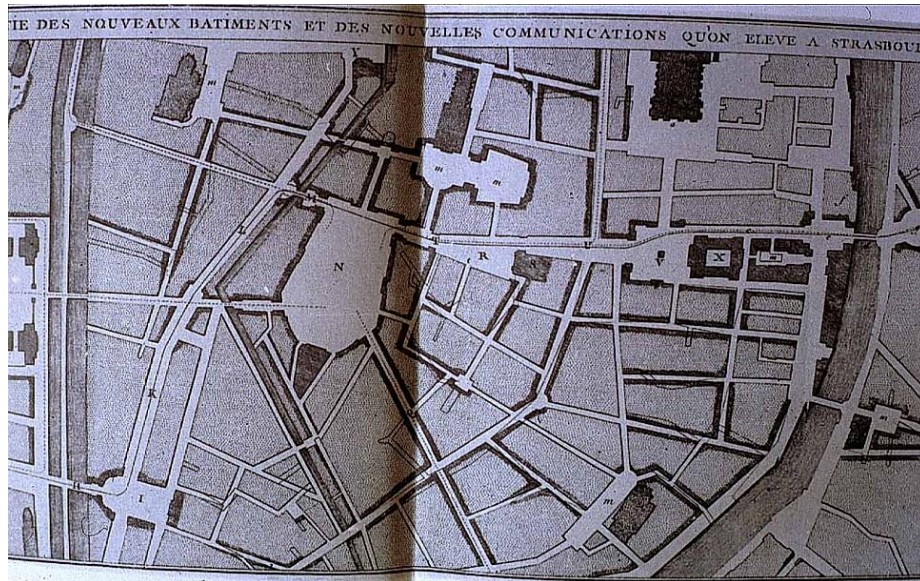 TIE DES NOUVEAUX BATIMENTS ET DES NOUVELLES COMMUNICATIONS QU'ON ELEVE A STRASBOU
Y
m
m
m
m
L
M
N
R
V
X
m
K
I
m
m